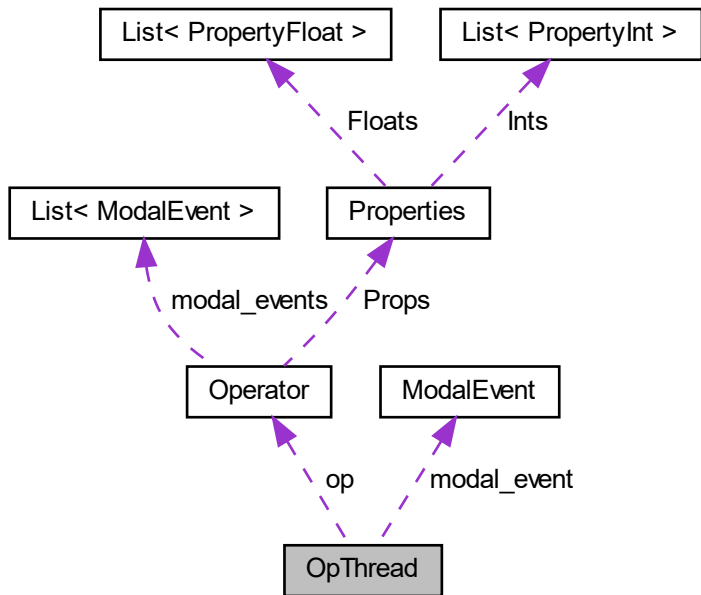 List< PropertyFloat >
List< PropertyInt >
Floats
Ints
List< ModalEvent >
Properties
modal_events
Props
Operator
ModalEvent
op
modal_event
OpThread